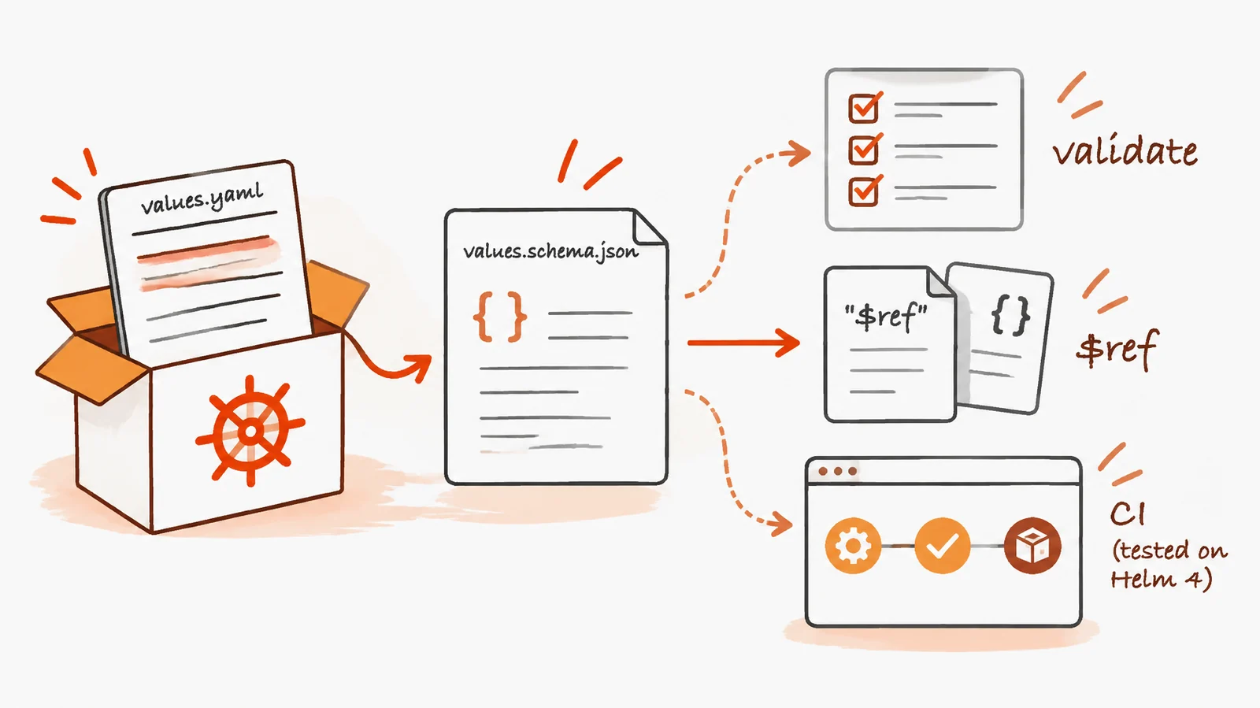 values.yaml
values.schema.json
{}
validate
"$ref"
{}
$ref
CI
(tested on
Helm 4)